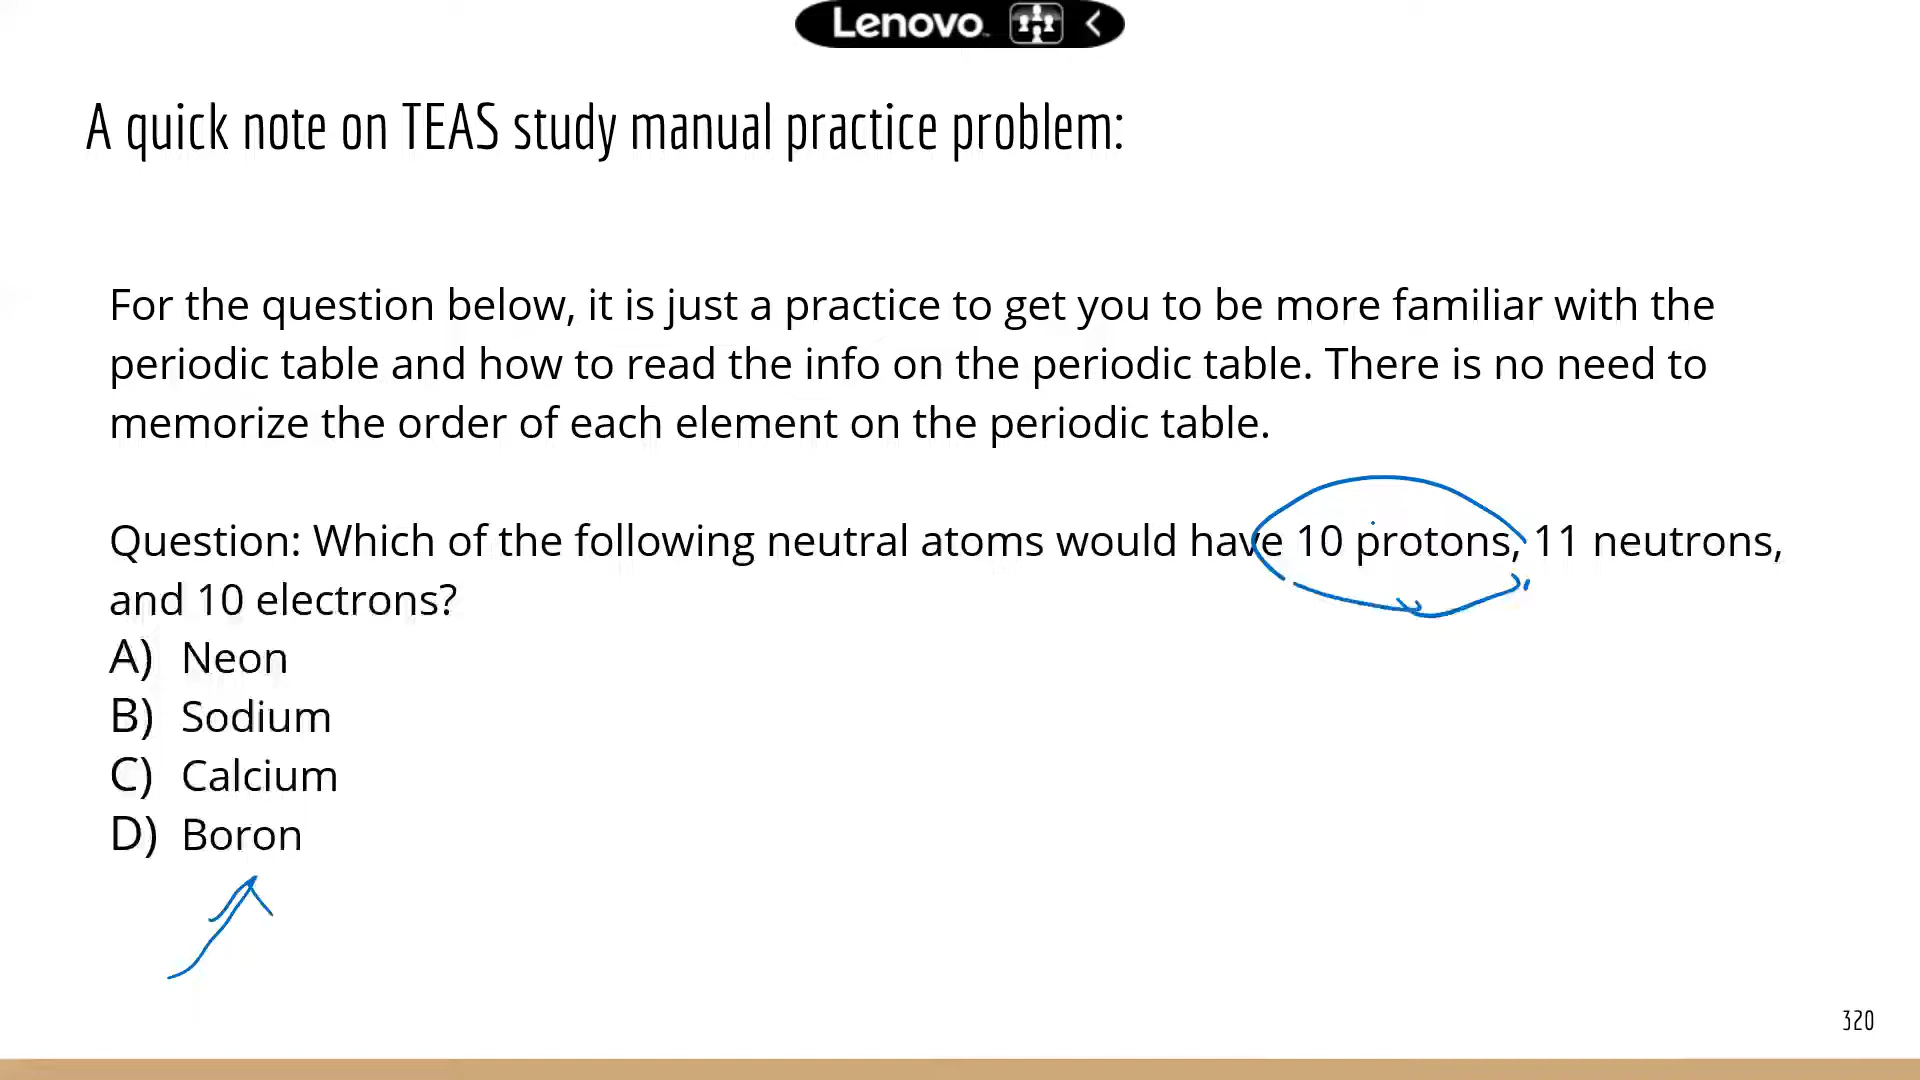 Lenovo
A quick note on TEAS study manual practice problem:
For the question below, it is just a practice to get you to be more familiar with the
periodic table and how to read the info on the periodic table. There is no need to
memorize the order of each element on the periodic table.
Question: Which of the following neutral atoms would have 10 protons, 11 neutrons,
and 10 electrons?
A) Neon
B) Sodium
C) Calcium
D) Boron
320